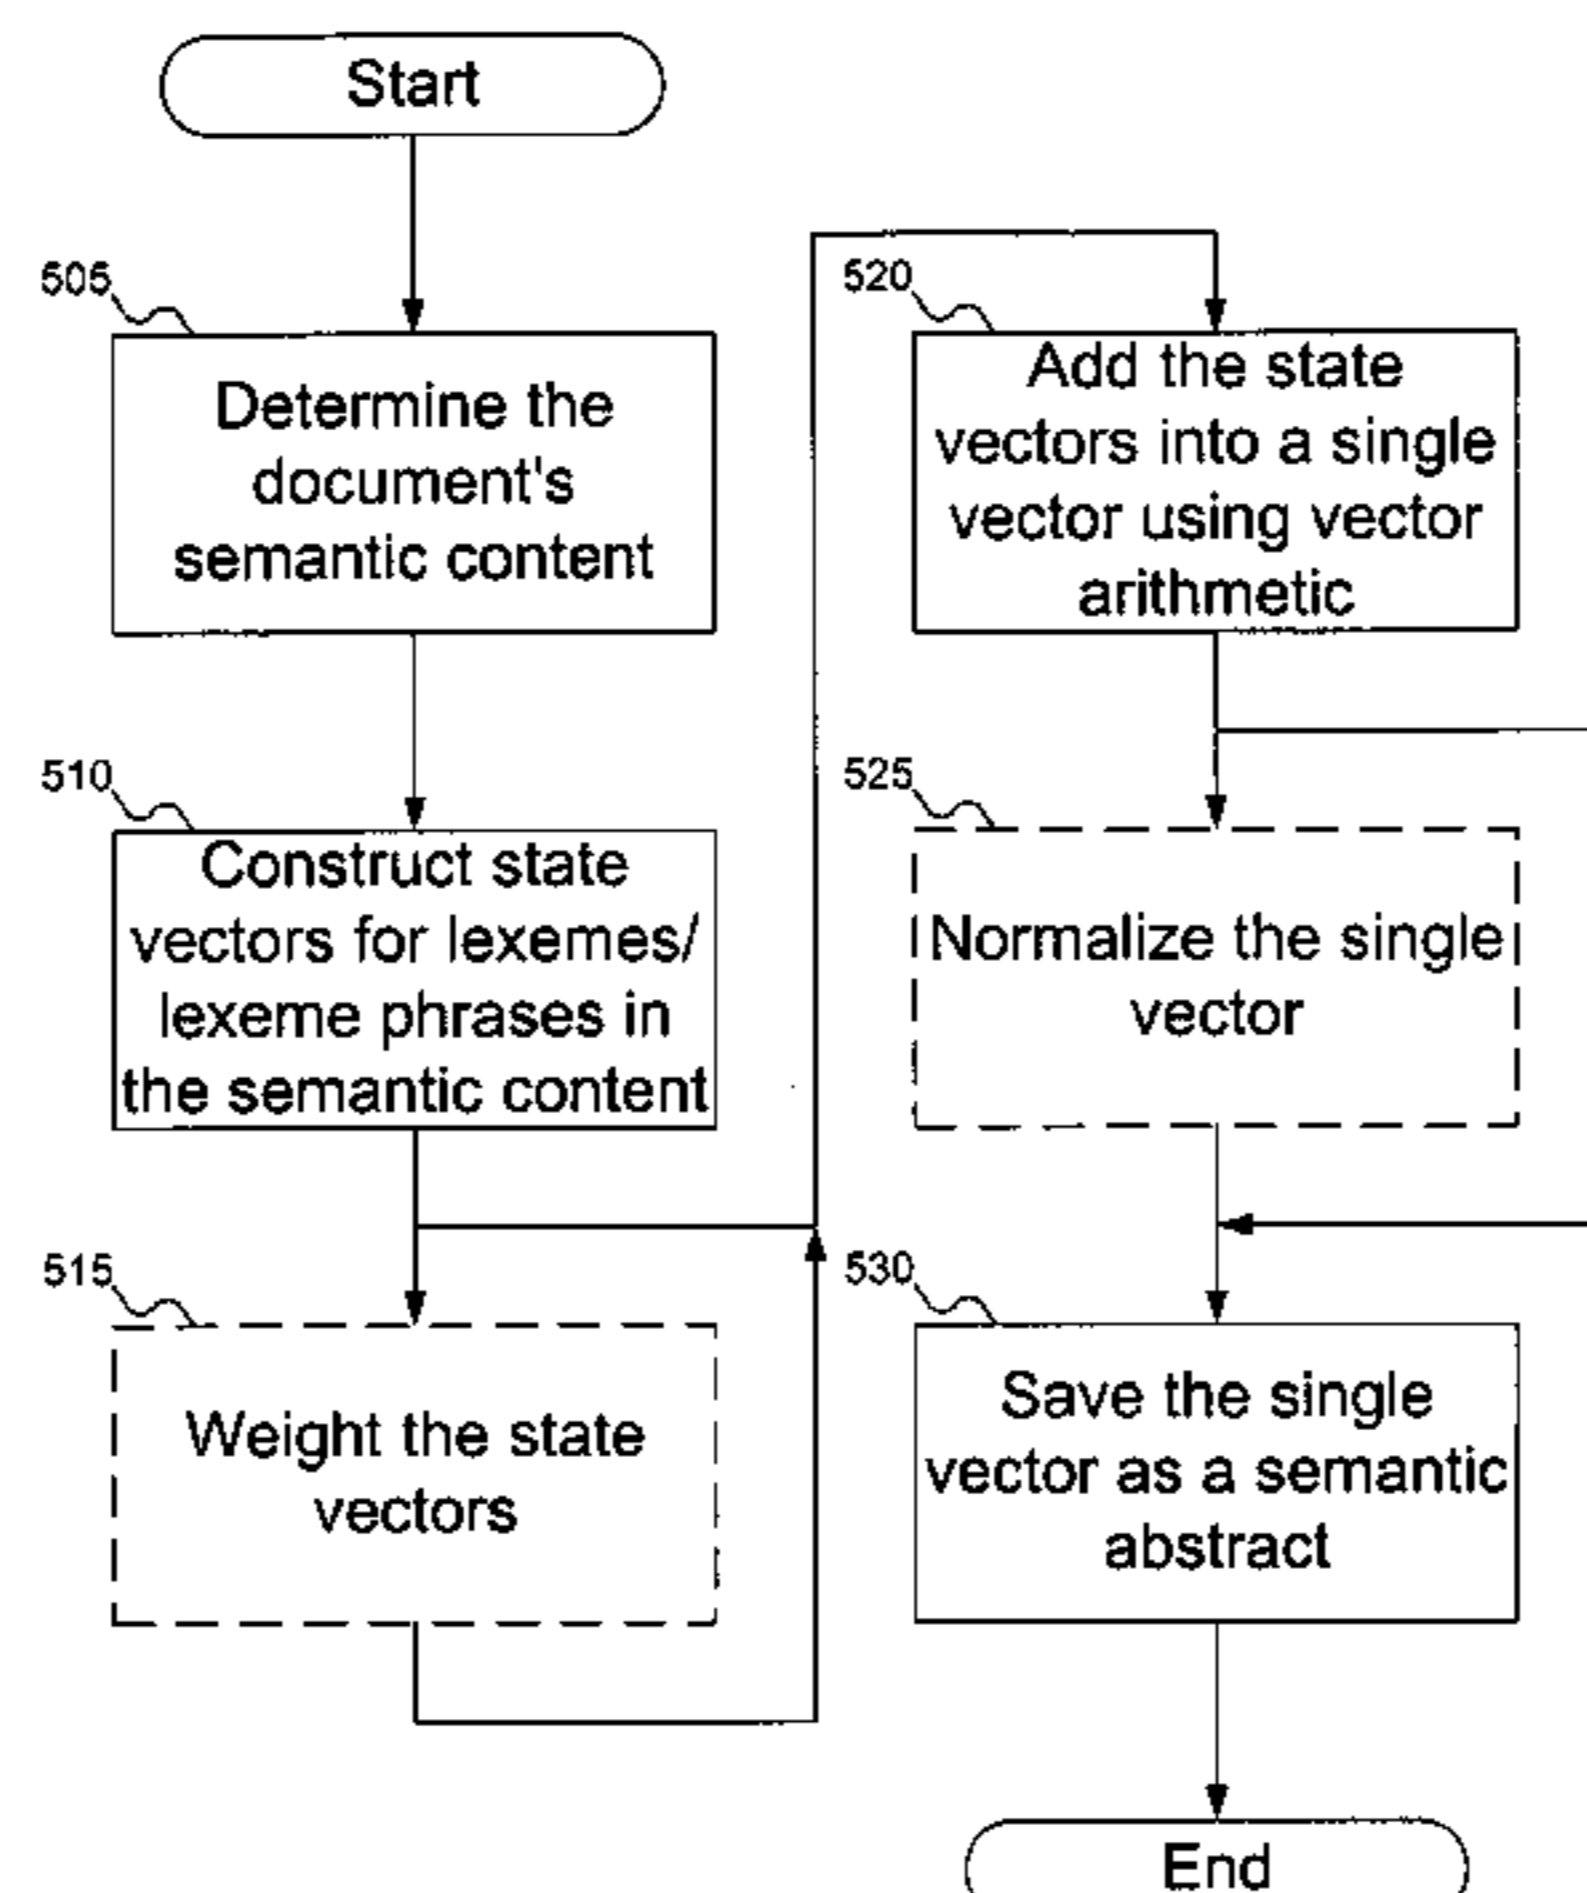 Start
505
Determine the
document's
semantic content
510
Construct state
vectors for lexemes/
lexeme phrases in
the semantic content
515
Weight the state
vectors
520
Add the state
vectors into a single
vector using vector
arithmetic
525
Normalize the single
vector
530
Save the single
vector as a semantic
abstract
End